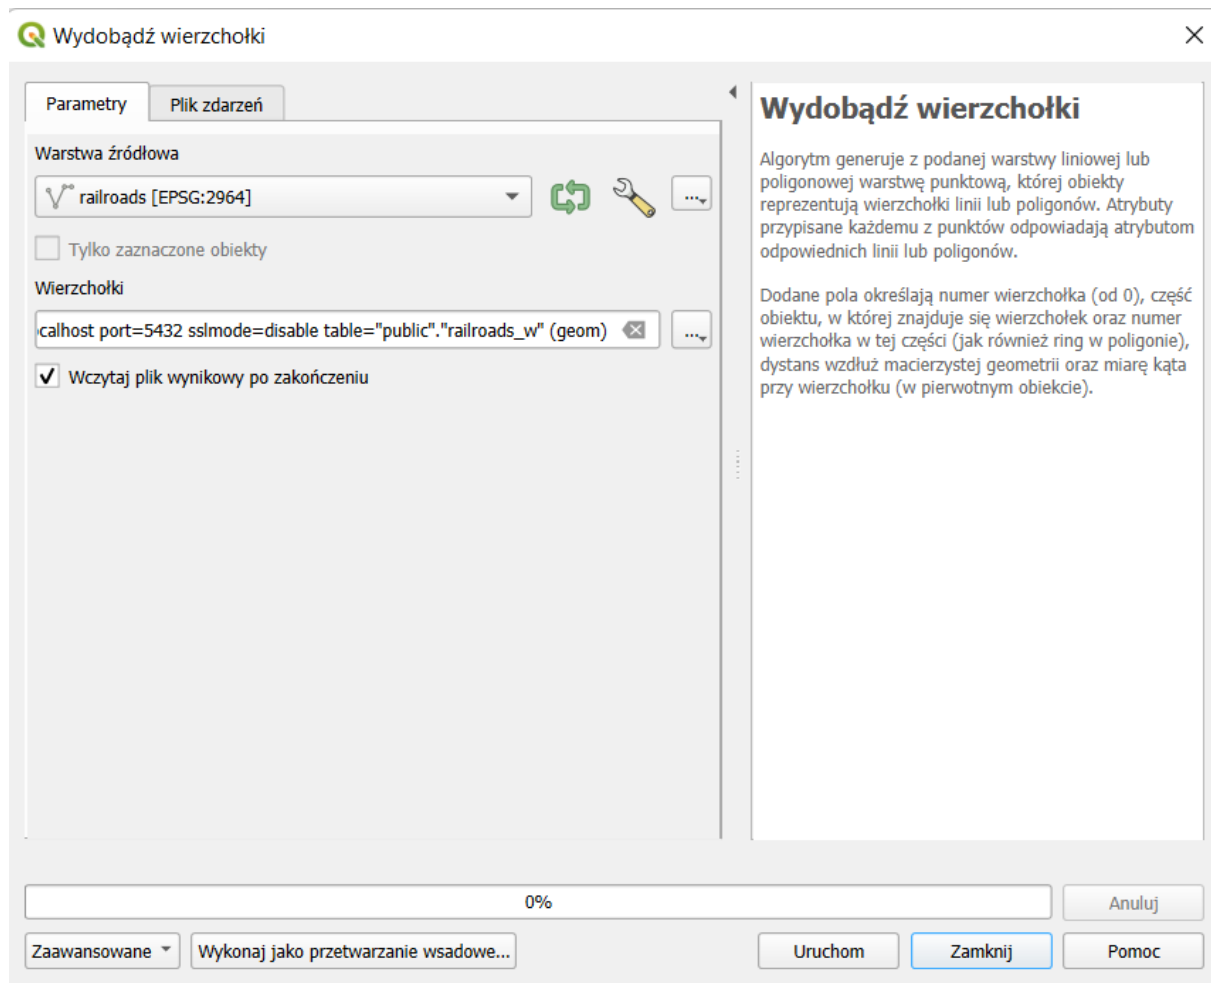 Wydobądź wierzchołki
Parametry
Plik zdarzeń
Warstwa źródłowa
railroads [EPSG:2964]
...
Tylko zaznaczone obiekty
Wierzchołki
calhost port=5432 sslmode=disable table="public"."railroads_w" (geom)
...
Wczytaj plik wynikowy po zakończeniu
Wydobądź wierzchołki
Algorytm generuje z podanej warstwy liniowej lub
poligonowej warstwę punktową, której obiekty
reprezentują wierzchołki linii lub poligonów. Atrybuty
przypisane każdemu z punktów odpowiadają atrybutom
odpowiednich linii lub poligonów.
Dodane pola określają numer wierzchołka (od 0), część
obiektu, w której znajduje się wierzchołek oraz numer
wierzchołka w tej części (jak również ring w poligonie),
dystans wzdłuż macierzystej geometrii oraz miarę kąta
przy wierzchołku (w pierwotnym obiekcie).
0%
Anuluj
Zaawansowane
Wykonaj jako przetwarzanie wsadowe...
Uruchom
Zamknij
Pomoc